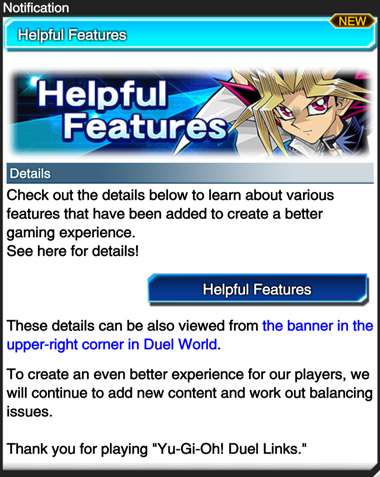 Notification
NEW
Helpful Features
Helpful
Features
Details
Check out the details below to learn about various
features that have been added to create a better
gaming experience.
See here for details!
Helpful Features
These details can be also viewed from the banner in the
upper-right corner in Duel World.
To create an even better experience for our players, we
will continue to add new content and work out balancing
issues.
Thank you for playing "Yu-Gi-Oh! Duel Links."